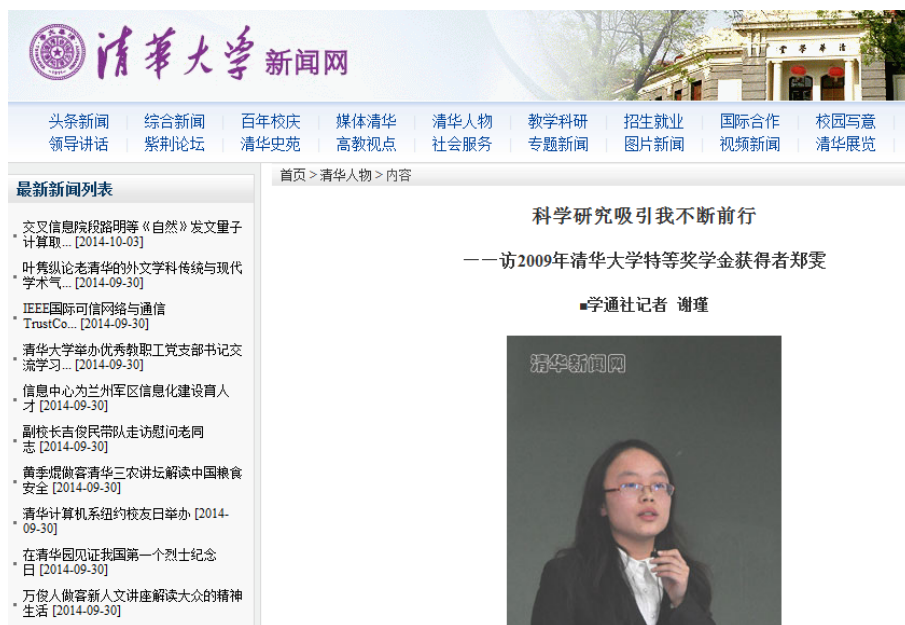 清華大学 新闻网
清華学堂
头条新闻 综合新闻 百年校庆 媒体清华 清华人物 教学科研 招生就业 国际合作 校园写意
领导讲话 紫荆论坛 清华史苑 高教视点 社会服务 专题新闻 图片新闻 视频新闻 清华展览
首页 > 清华人物 > 内容
最新新闻列表
交叉信息院段路明等《自然》发文量子
计算取... [2014-10-03]
叶隽纵论老清华的外文学科传统与现代
学术气... [2014-09-30]
IEEE国际可信网络与通信
TrustCo... [2014-09-30]
清华大学举办优秀教职工党支部书记交
流学习... [2014-09-30]
信息中心为兰州军区信息化建设育人
才 [2014-09-30]
副校长吉俊民带队走访慰问老同
志 [2014-09-30]
黄季焜做客清华三农讲坛解读中国粮食
安全 [2014-09-30]
清华计算机系纽约校友日举办 [2014-
09-30]
在清华园见证我国第一个烈士纪念
日 [2014-09-30]
万俊人做客新人文讲座解读大众的精神
生活 [2014-09-30]
科学研究吸引我不断前行
——访2009年清华大学特等奖学金获得者郑雯
■学通社记者 谢瑾
清华新闻网